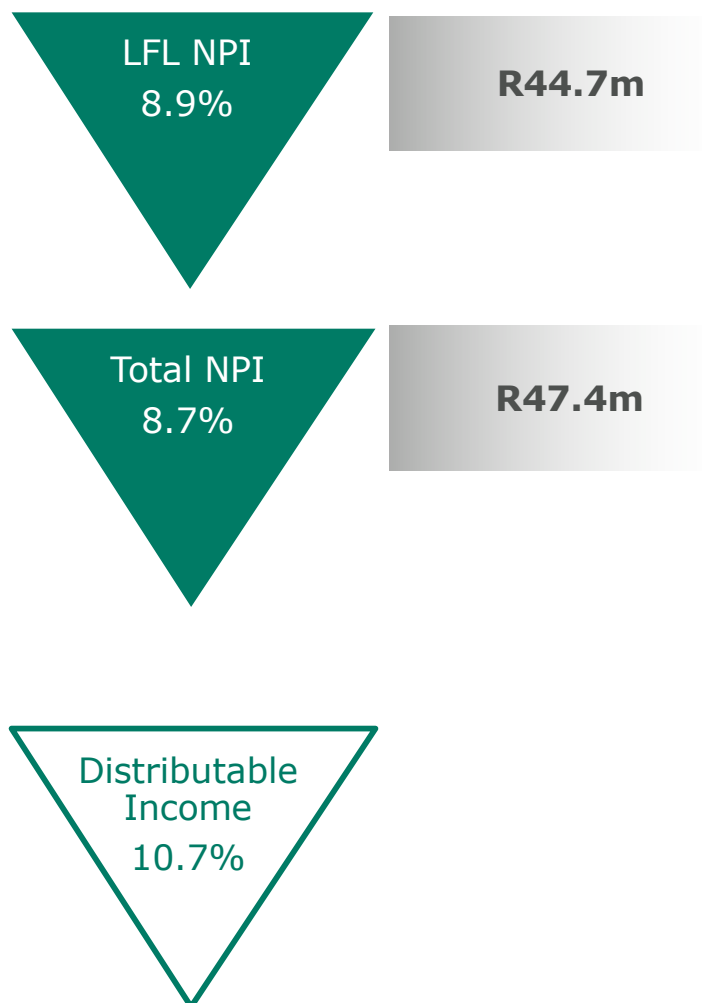 LFL NPI
8.9%
R44.7m
Total NPI
8.7%
R47.4m
Distributable
Income
10.7%